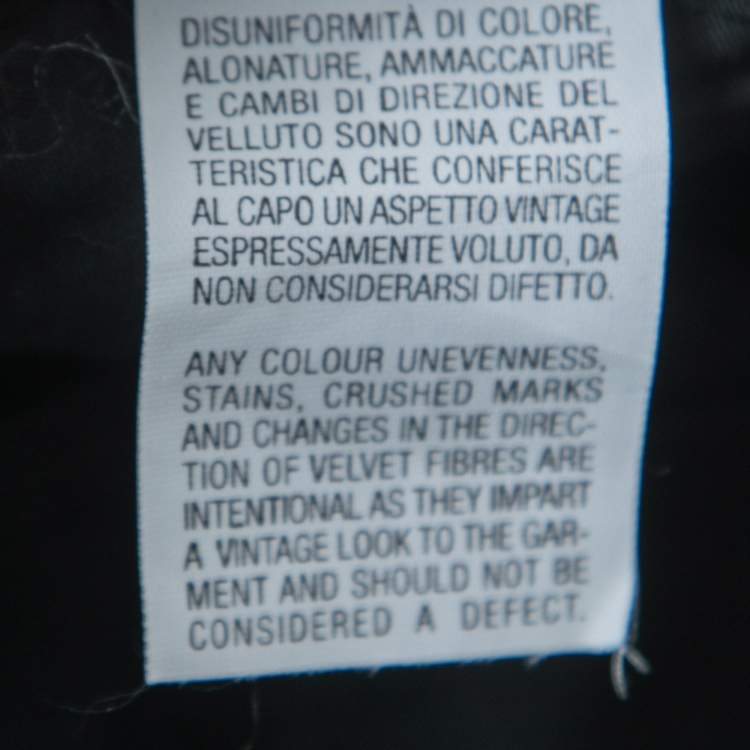 DISUNIFORMITÀ DI COLORE,
ALONATURE, AMMACCATURE
E CAMBI DI DIREZIONE DEL
VELLUTO SONO UNA CARAT-
TERISTICA CHE CONFERISCE
AL CAPO UN ASPETTO VINTAGE
ESPRESSAMENTE VOLUTO, DA
NON CONSIDERARSI DIFETTO.
ANY COLOUR UNEVENNESS,
STAINS, CRUSHED MARKS
AND CHANGES IN THE DIREC-
TION OF VELVET FIBRES ARE
INTENTIONAL AS THEY IMPART
A VINTAGE LOOK TO THE GAR-
MENT AND SHOULD NOT BE
CONSIDERED A DEFECT.